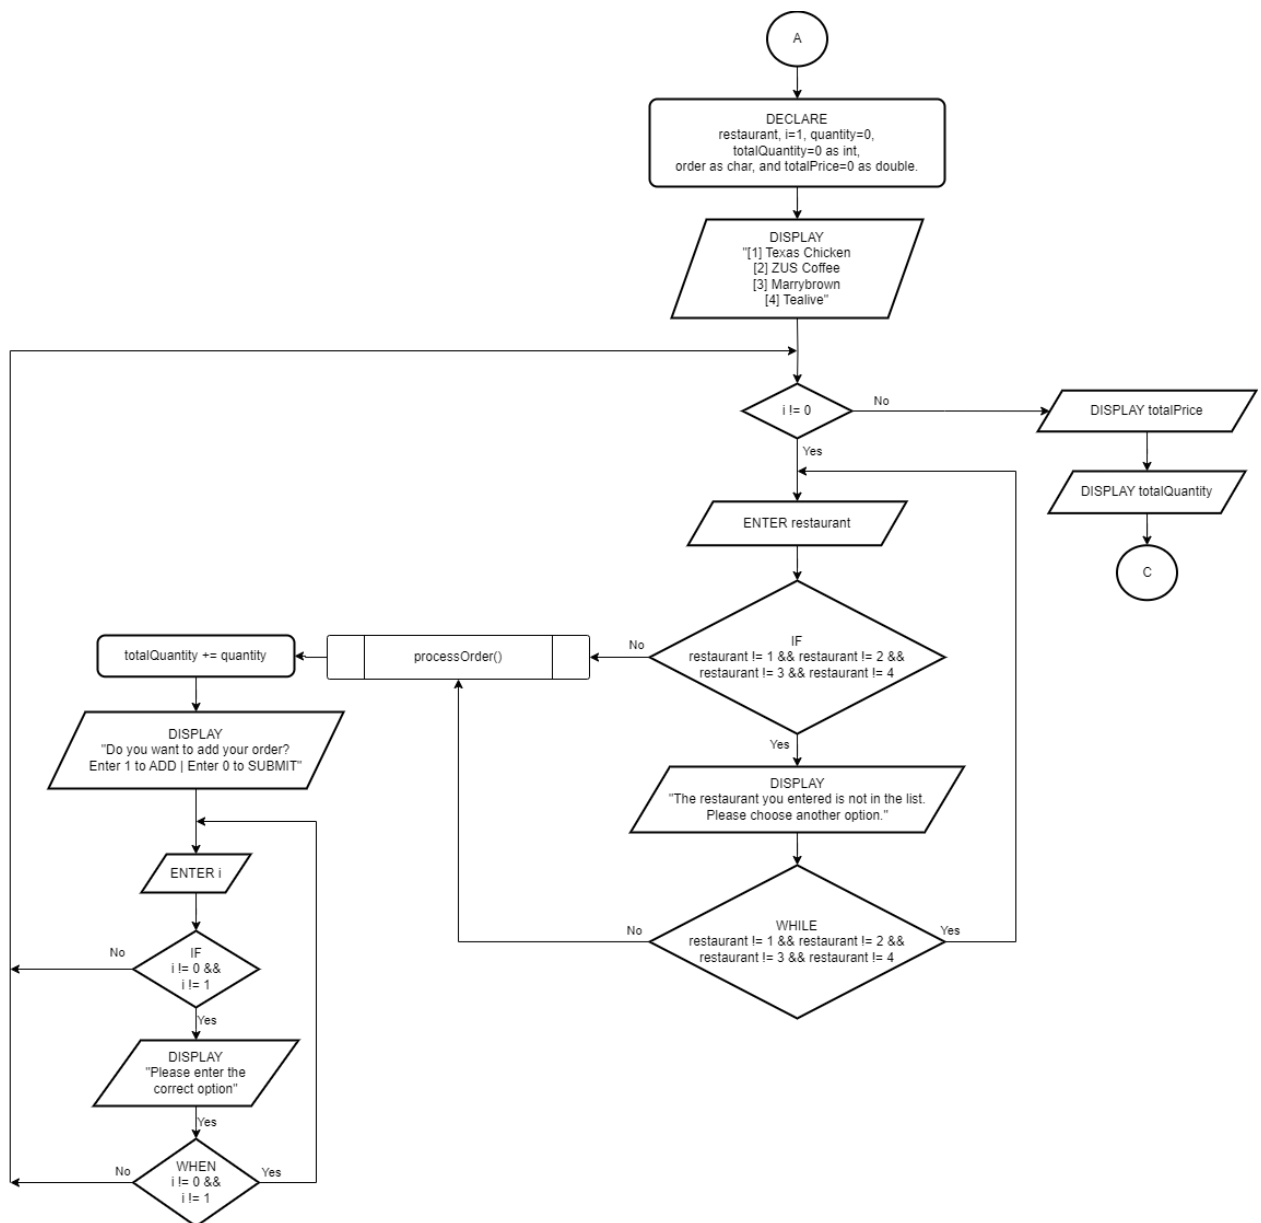 A
DECLARE
restaurant, i=1, quantity=0,
totalQuantity=0 as int,
order as char, and totalPrice=0 as double.
DISPLAY
"[1] Texas Chicken
[2] ZUS Coffee
[3] Marrybrown
[4] Tealive"
i != 0
No
DISPLAY totalPrice
Yes
DISPLAY totalQuantity
C
ENTER restaurant
IF
restaurant != 1 && restaurant != 2 &&
restaurant != 3 && restaurant != 4
No
processOrder()
totalQuantity += quantity
Yes
DISPLAY
"The restaurant you entered is not in the list.
Please choose another option."
WHILE
restaurant != 1 && restaurant != 2 &&
restaurant != 3 && restaurant != 4
No
Yes
DISPLAY
"Do you want to add your order?
Enter 1 to ADD | Enter 0 to SUBMIT"
ENTER i
IF
i != 0 &&
i != 1
No
Yes
DISPLAY
"Please enter the
correct option"
Yes
WHEN
i != 0 &&
i != 1
No
Yes